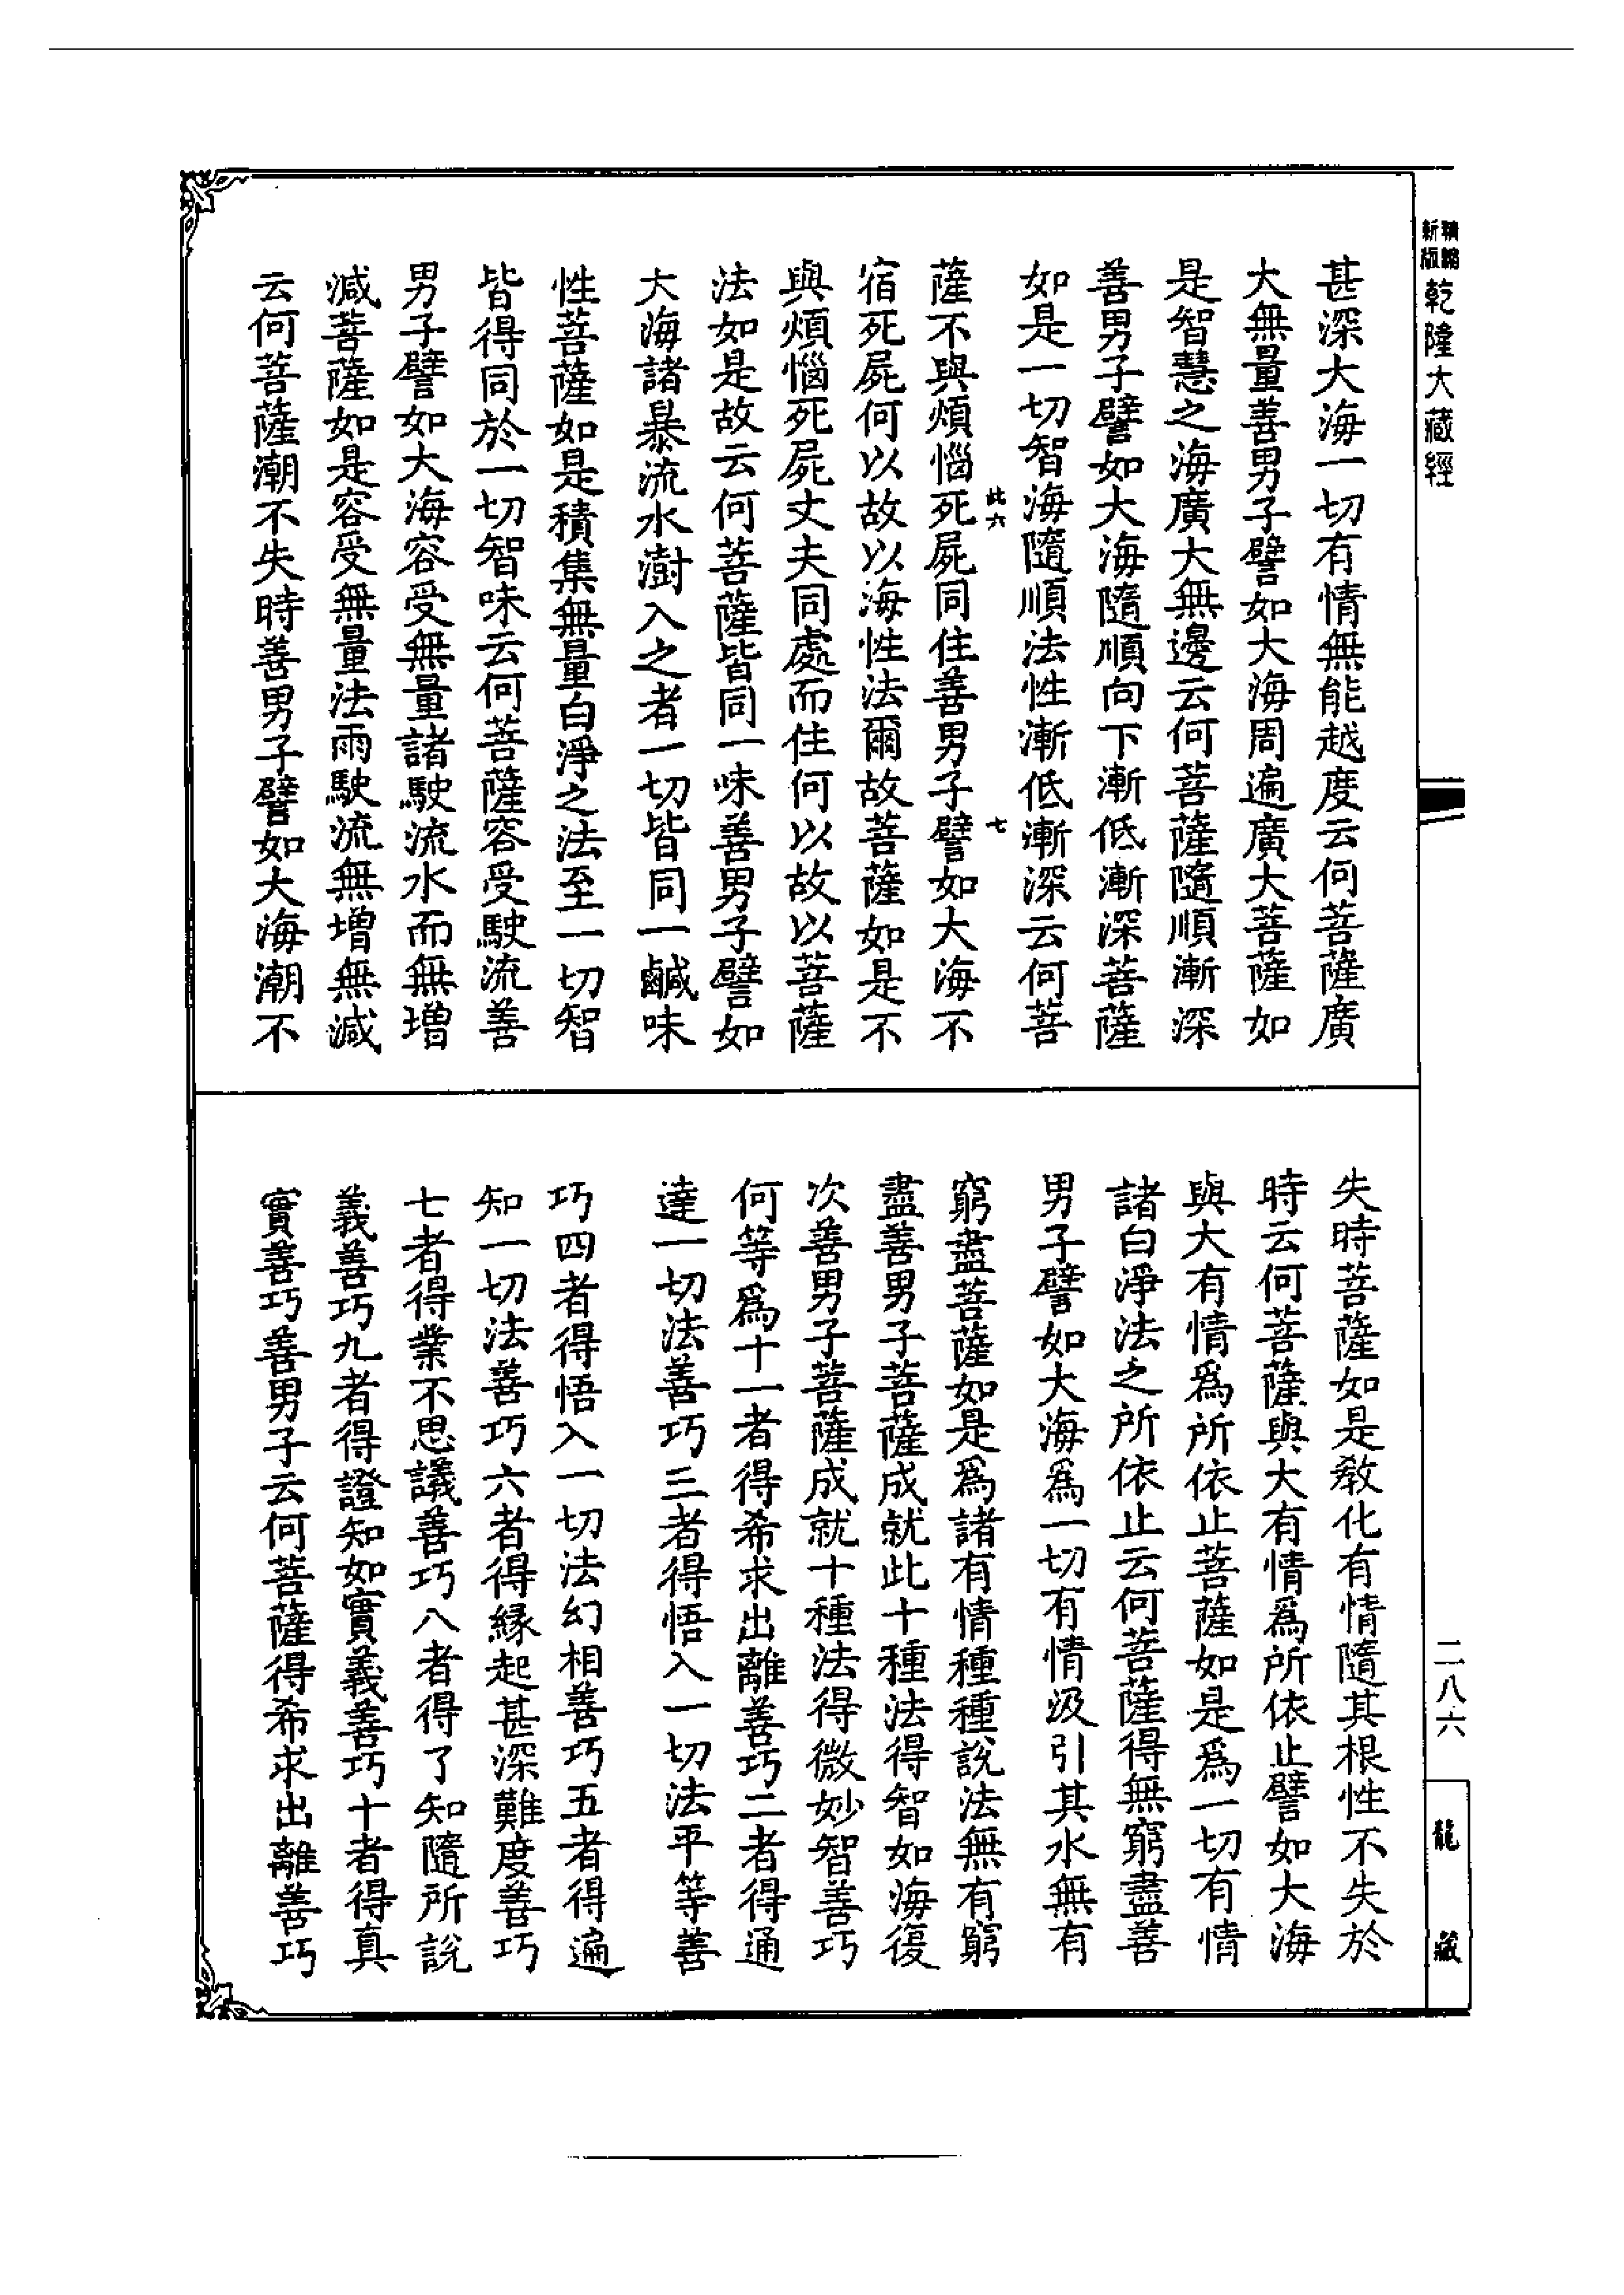 新版
精縮
乾隆大藏經
甚深大海一切有情無能越度云何菩薩廣
大無量善男子譬如大海周遍廣大菩薩如
是智慧之海廣大無邊云何菩薩隨順漸深
善男子譬如大海隨順向下漸低漸深菩薩
如是一切智海隨順法性漸低漸深云何菩
此六
七
薩不與煩惱死屍同住善男子譬如大海不
宿死屍何以故以海性法爾故菩薩如是不
與煩惱死屍丈夫同處而住何以故以菩薩
法如是故云何菩薩皆同一味善男子譬如
大海諸暴流水澍入之者一切皆同一鹹味
性菩薩如是積集無量白淨之法至一切智
皆得同於一切智味云何菩薩容受駛流善
男子譬如大海容受無量諸駛流水而無增
減菩薩如是容受無量法雨駛流無增無減
云何菩薩潮不失時善男子譬如大海潮不
失時菩薩如是教化有情隨其根性不失於
時云何菩薩與大有情爲所依止譬如大海
與大有情爲所依止菩薩如是爲一切有情
諸白淨法之所依止云何菩薩得無窮盡善
男子譬如大海爲一切有情汲引其水無有
窮盡菩薩如是爲諸有情種種說法無有窮
盡善男子菩薩成就此十種法得智如海復
次善男子菩薩成就十種法得微妙智善巧
何等爲十一者得希求出離善巧二者得通
達一切法善巧三者得悟入一切法平等善
巧四者得悟入一切法幻相善巧五者得遍
知一切法善巧六者得緣起甚深難度善巧
七者得業不思議善巧八者得了知隨所說
義善巧九者得證知如實義善巧十者得真
實善巧善男子云何菩薩得希求出離善巧
二八六
龍藏